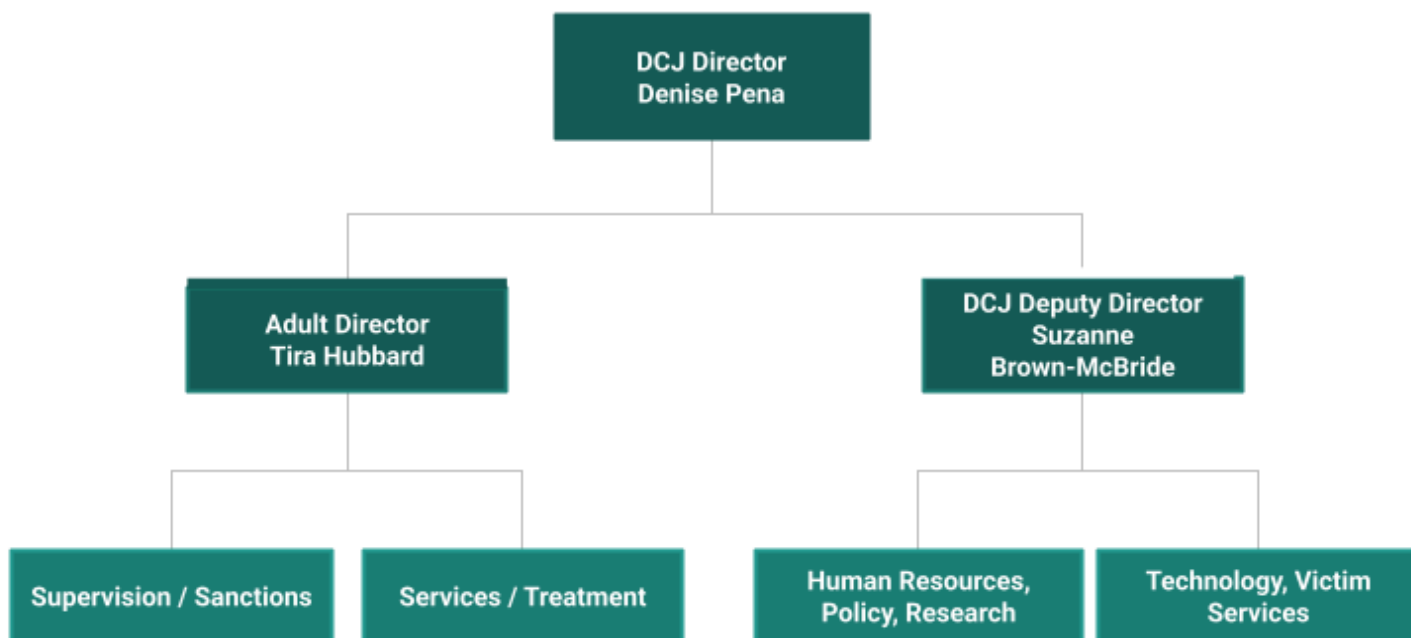 DCJ Director
Denise Pena
Adult Director
Tira Hubbard
DCJ Deputy Director
Suzanne
Brown-McBride
Supervision / Sanctions
Services / Treatment
Human Resources,
Policy, Research
Technology, Victim
Services